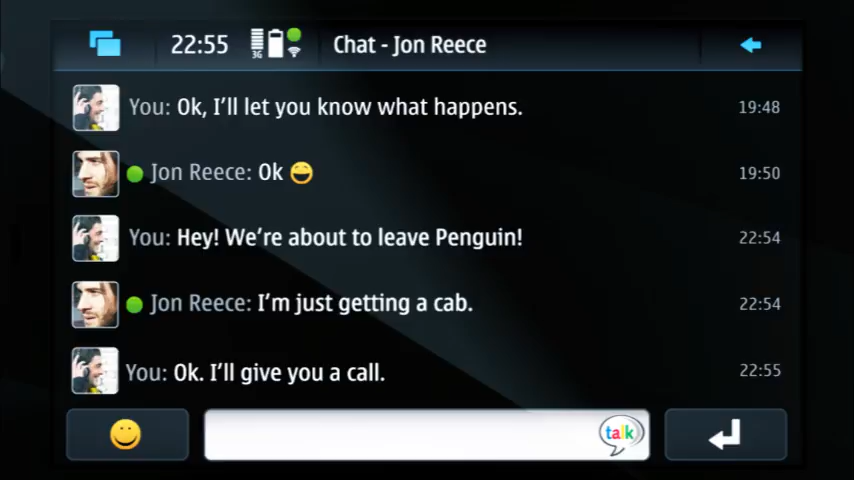 22:55 3G Chat - Jon Reece
You: Ok, I'll let you know what happens. 19:48
Jon Reece: Ok 19:50
You: Hey! We're about to leave Penguin! 22:54
Jon Reece: I'm just getting a cab. 22:54
You: Ok. I'll give you a call. 22:55
talk